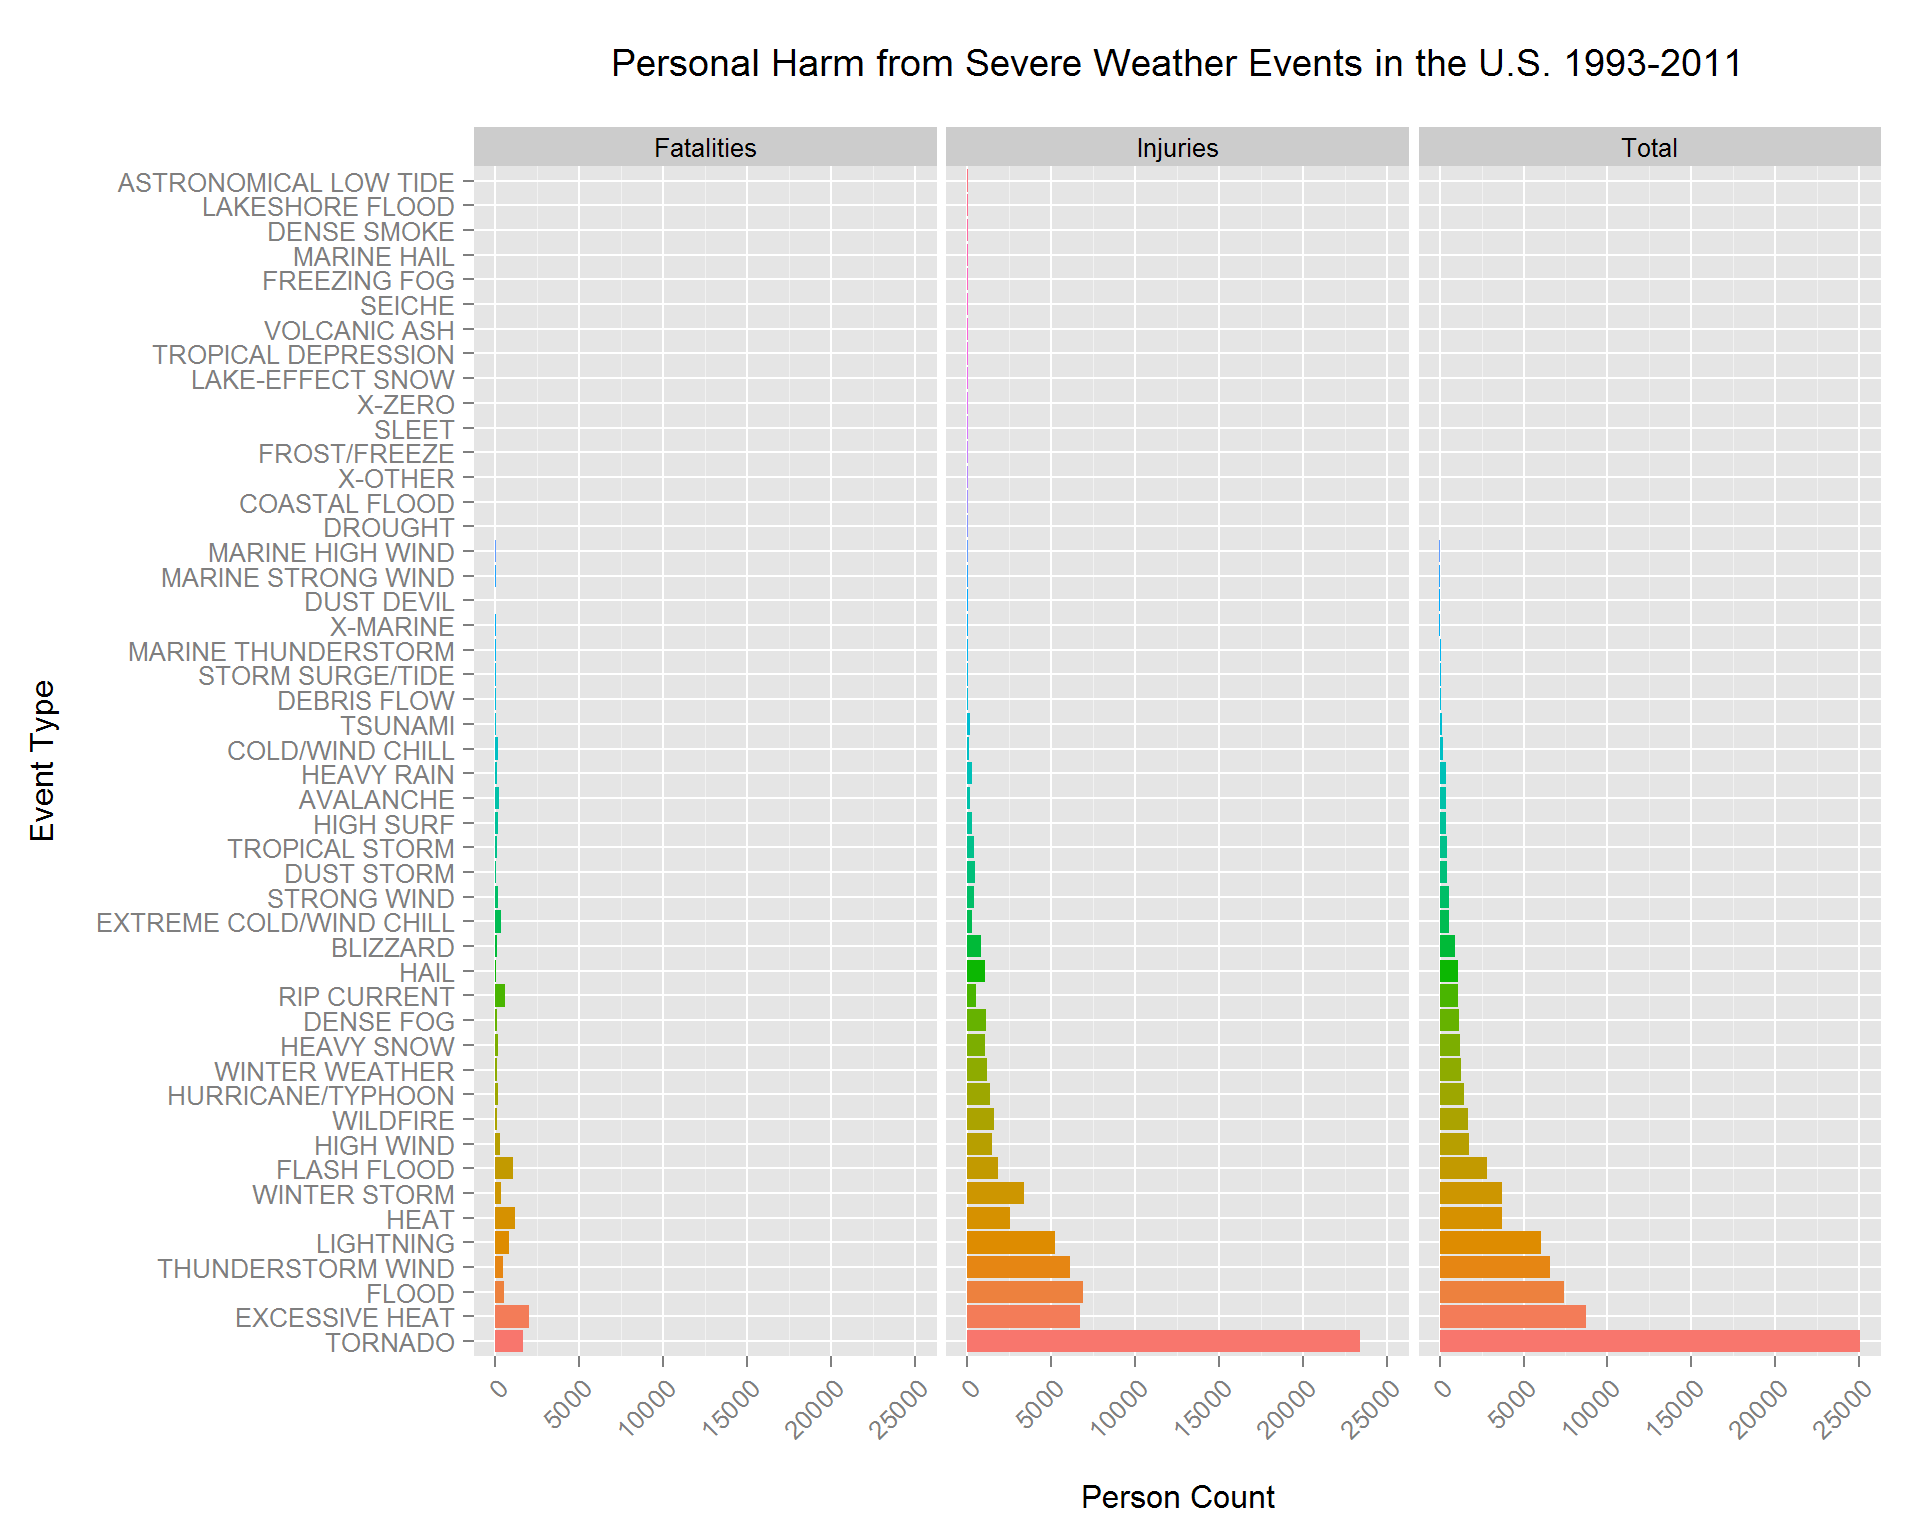 Personal Harm from Severe Weather Events in the U.S. 1993-2011
Fatalities
Injuries
Total
ASTRONOMICAL LOW TIDE
LAKESHORE FLOOD
DENSE SMOKE
MARINE HAIL
FREEZING FOG
SEICHE
VOLCANIC ASH
TROPICAL DEPRESSION
LAKE-EFFECT SNOW
X-ZERO
SLEET
FROST/FREEZE
X-OTHER
COASTAL FLOOD
DROUGHT
MARINE HIGH WIND
MARINE STRONG WIND
DUST DEVIL
X-MARINE
MARINE THUNDERSTORM
STORM SURGE/TIDE
DEBRIS FLOW
TSUNAMI
COLD/WIND CHILL
HEAVY RAIN
AVALANCHE
HIGH SURF
TROPICAL STORM
DUST STORM
STRONG WIND
EXTREME COLD/WIND CHILL
BLIZZARD
HAIL
RIP CURRENT
DENSE FOG
HEAVY SNOW
WINTER WEATHER
HURRICANE/TYPHOON
WILDFIRE
HIGH WIND
FLASH FLOOD
WINTER STORM
HEAT
LIGHTNING
THUNDERSTORM WIND
FLOOD
EXCESSIVE HEAT
TORNADO
Event Type
0 5000 10000 15000 20000 25000
0 5000 10000 15000 20000 25000
0 5000 10000 15000 20000 25000
Person Count